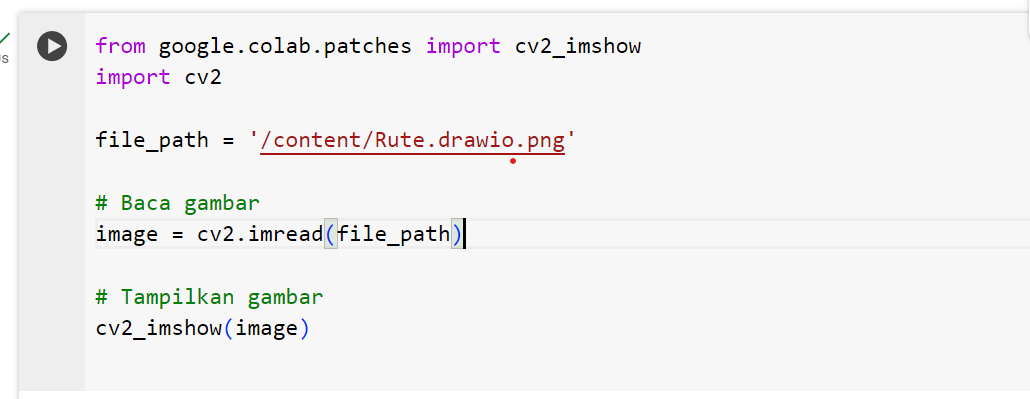 from google.colab.patches import cv2_imshow
import cv2
file_path = '/content/Rute.drawio.png'
# Baca gambar
image = cv2.imread(file_path)
# Tampilkan gambar
cv2_imshow(image)